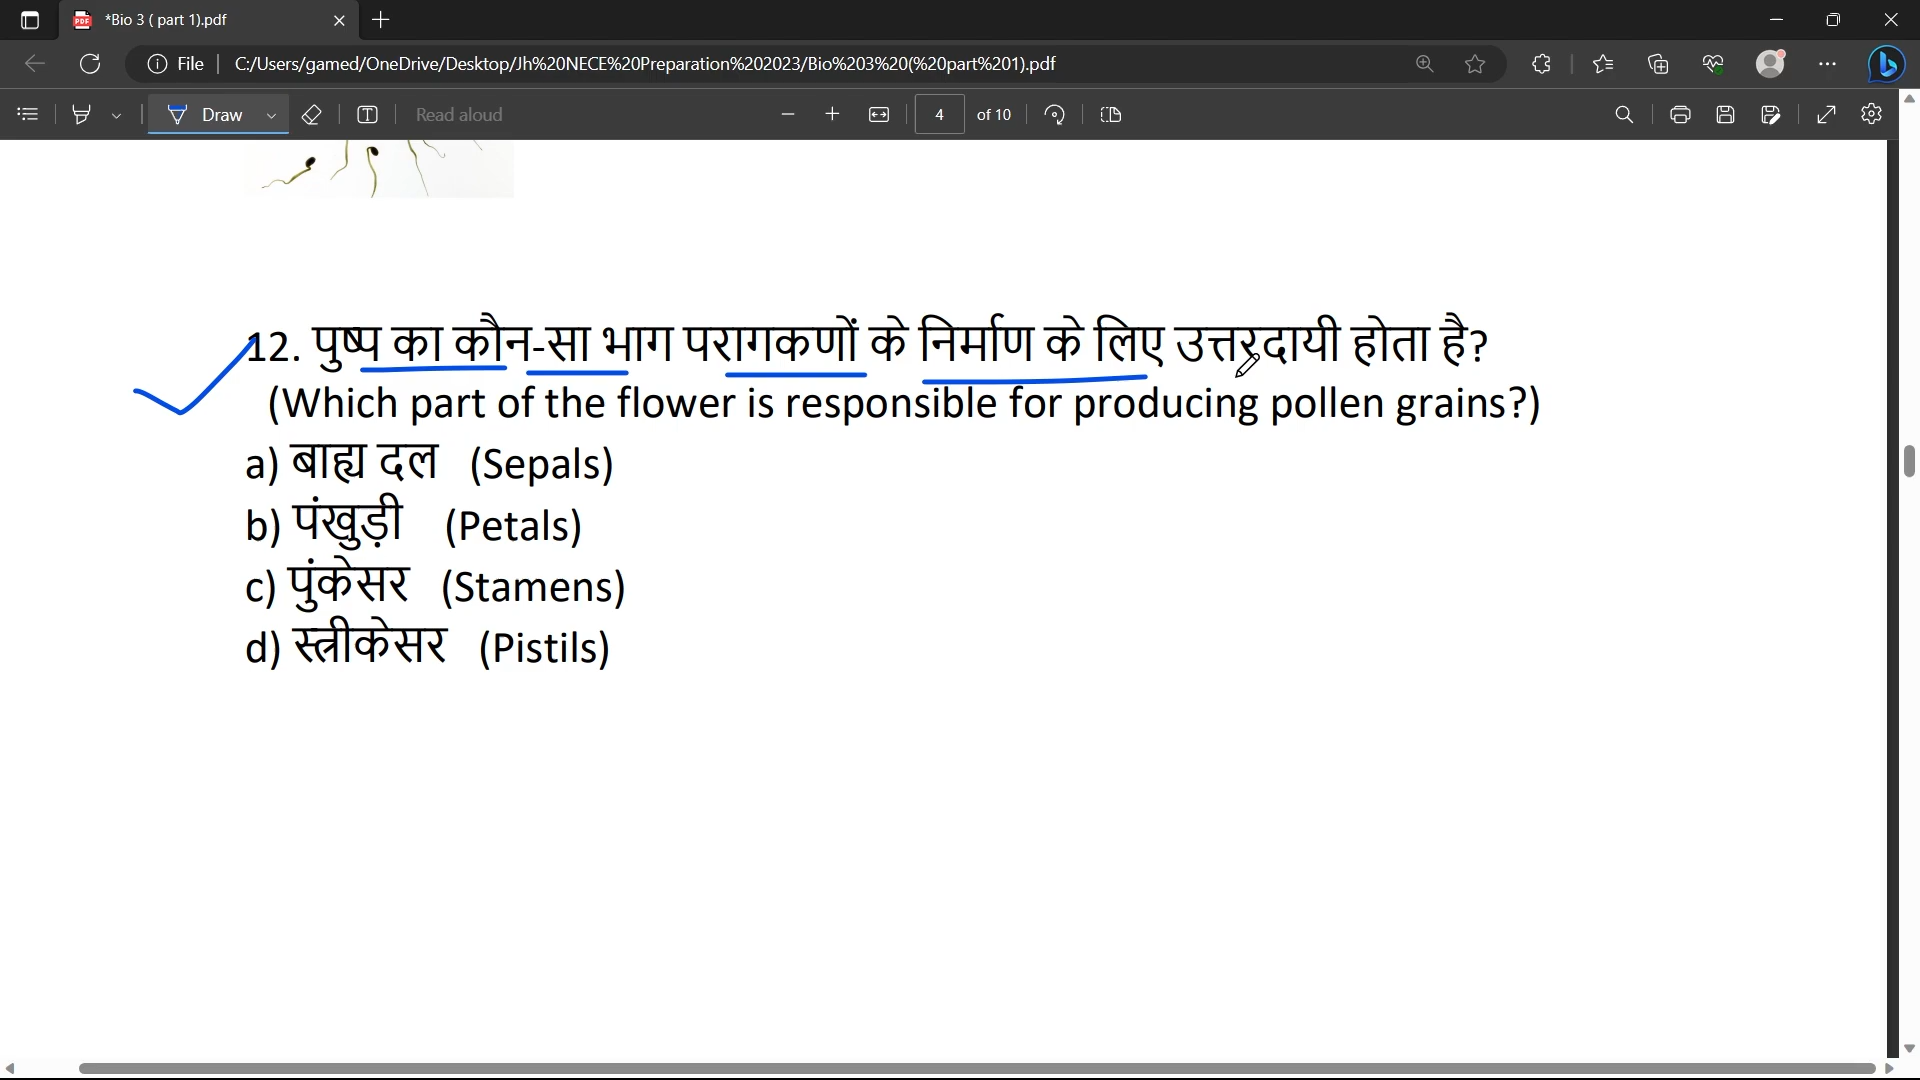 *Bio 3 ( part 1).pdf
File
C:/Users/gamed/OneDrive/Desktop/Jh%20NECE%20Preparation%202023/Bio%203%20(%20part%201).pdf
Draw
Read aloud
4 of 10
12. पुष्प का कौन-सा भाग परागकणों के निर्माण के लिए उत्तरदायी होता है?
(Which part of the flower is responsible for producing pollen grains?)
a) बाह्य दल (Sepals)
b) पंखुड़ी (Petals)
c) पुंकेसर (Stamens)
d) स्त्रीकेसर (Pistils)